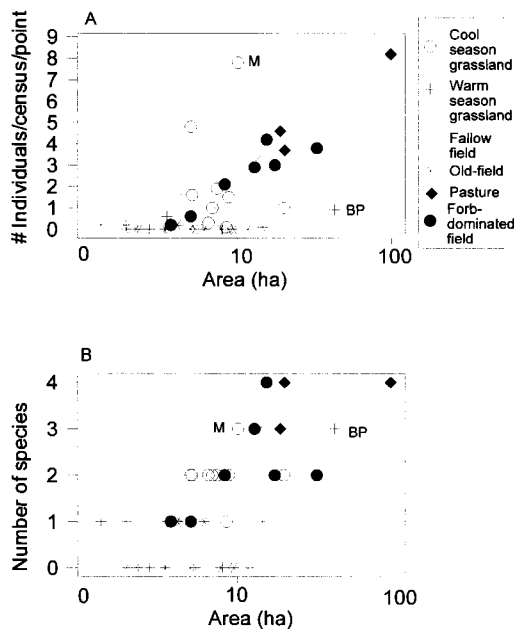 A
9
8
7
6
5
4
3
2
1
0
# Individuals/census/point
M
BP
0
10
100
Area (ha)
Cool
season
grassland
Warm
season
grassland
Fallow
field
Old-field
Pasture
Forb-
dominated
field
B
4
3
2
1
0
Number of species
M
BP
0
10
100
Area (ha)